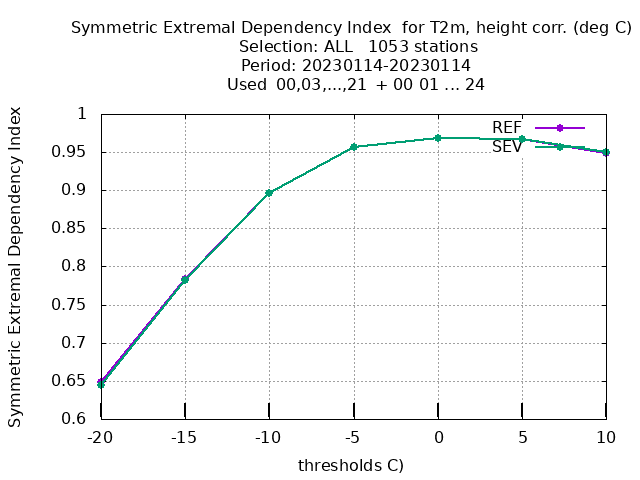 Symmetric Extremal Dependency Index  for T2m, height corr. (deg C)
Selection: ALL   1053 stations
Period: 20230114-20230114
Used  00,03,...,21  + 00 01 ... 24
Symmetric Extremal Dependency Index
1
0.95
0.9
0.85
0.8
0.75
0.7
0.65
0.6
REF
SEV
-20 -15 -10 -5 0 5 10
thresholds C)